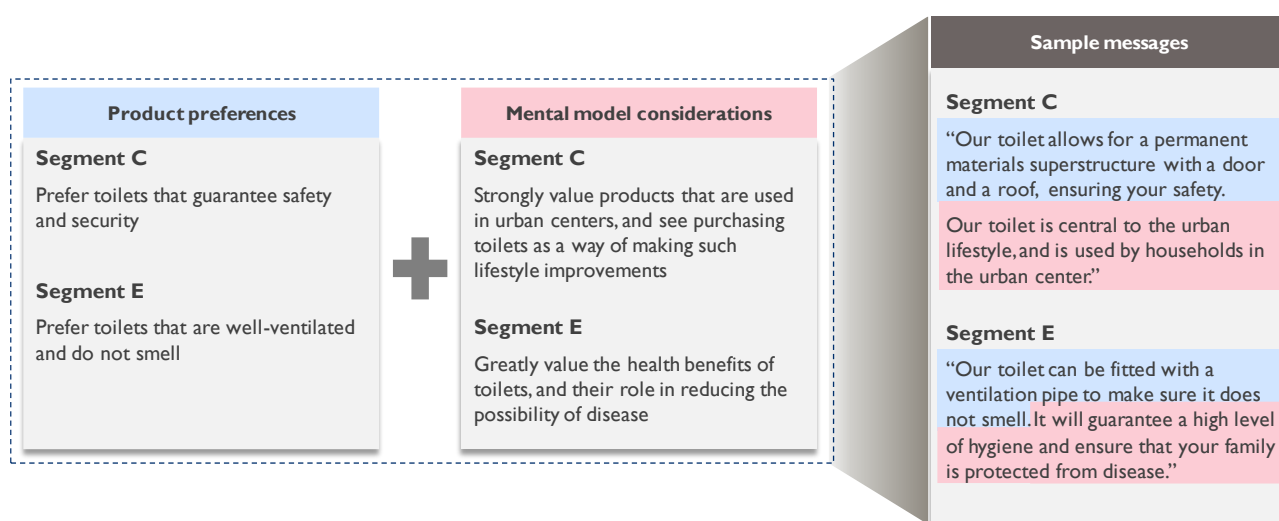 Product preferences
Segment C
Prefer toilets that guarantee safety
and security
Segment E
Prefer toilets that are well-ventilated
and do not smell
Mental model considerations
Segment C
Strongly value products that are used
in urban centers, and see purchasing
toilets as a way of making such
lifestyle improvements
Segment E
Greatly value the health benefits of
toilets, and their role in reducing the
possibility of disease
Sample messages
Segment C
“Our toilet allows for a permanent
materials superstructure with a door
and a roof, ensuring your safety.
Our toilet is central to the urban
lifestyle, and is used by households in
the urban center.”
Segment E
“Our toilet can be fitted with a
ventilation pipe to make sure it does
not smell. It will guarantee a high level
of hygiene and ensure that your family
is protected from disease.”